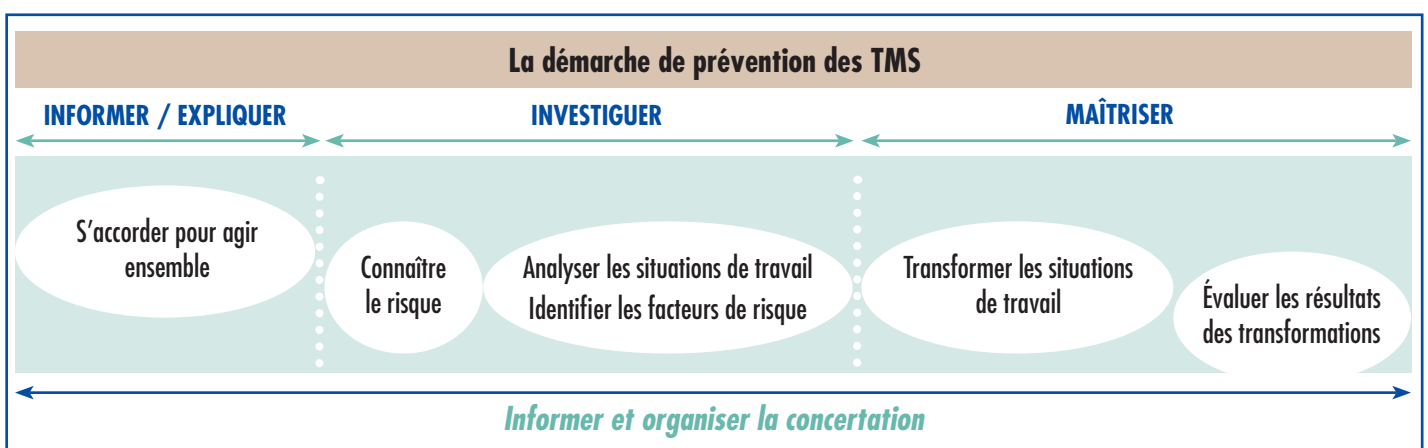 La démarche de prévention des TMS
INFORMER / EXPLIQUER
INVESTIGUER
MAÎTRISER
S’accorder pour agir
ensemble
Connaître
le risque
Analyser les situations de travail
Identifier les facteurs de risque
Transformer les situations
de travail
Évaluer les résultats
des transformations
Informer et organiser la concertation